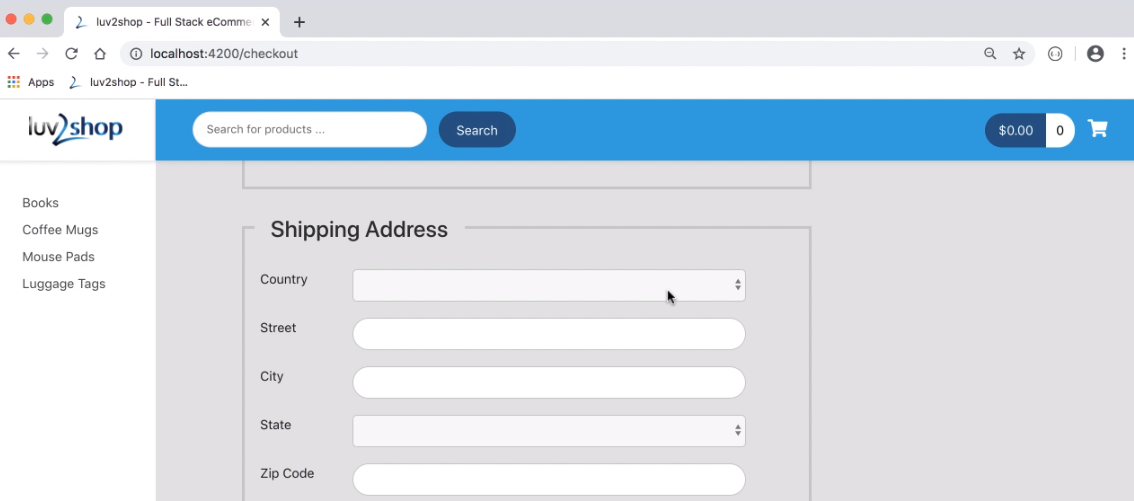 luv2shop - Full Stack eComme
localhost:4200/checkout
Apps luv2shop - Full St...
luv2shop
Search for products ...
Search
$0.00 0
Books
Coffee Mugs
Mouse Pads
Luggage Tags
Shipping Address
Country
Street
City
State
Zip Code